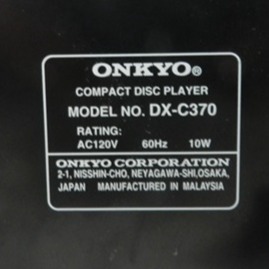 ONKYO®
COMPACT DISC PLAYER
MODEL NO. DX-C370
RATING:
AC120V 60Hz 10W
ONKYO CORPORATION
2-1, NISSHIN-CHO, NEYAGAWA-SHI,OSAKA,
JAPAN MANUFACTURED IN MALAYSIA